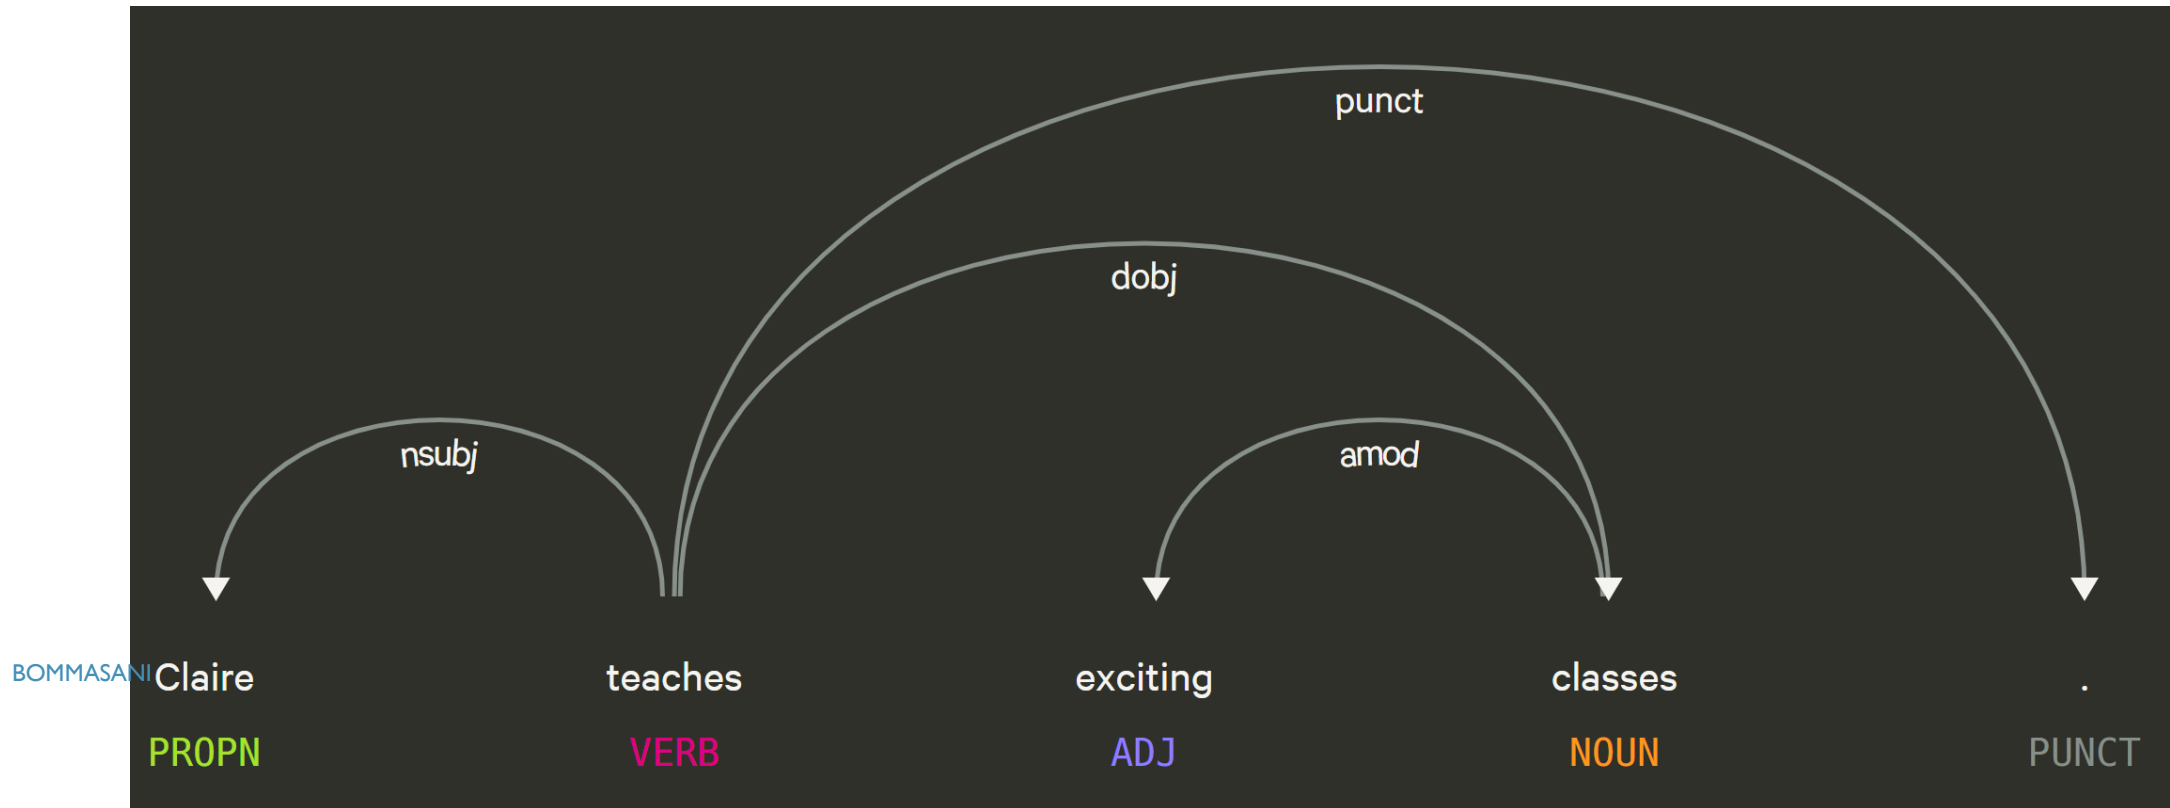 punct
dobj
nsubj amod
BOMMASANI Claire teaches exciting classes .
PROPN VERB ADJ NOUN PUNCT